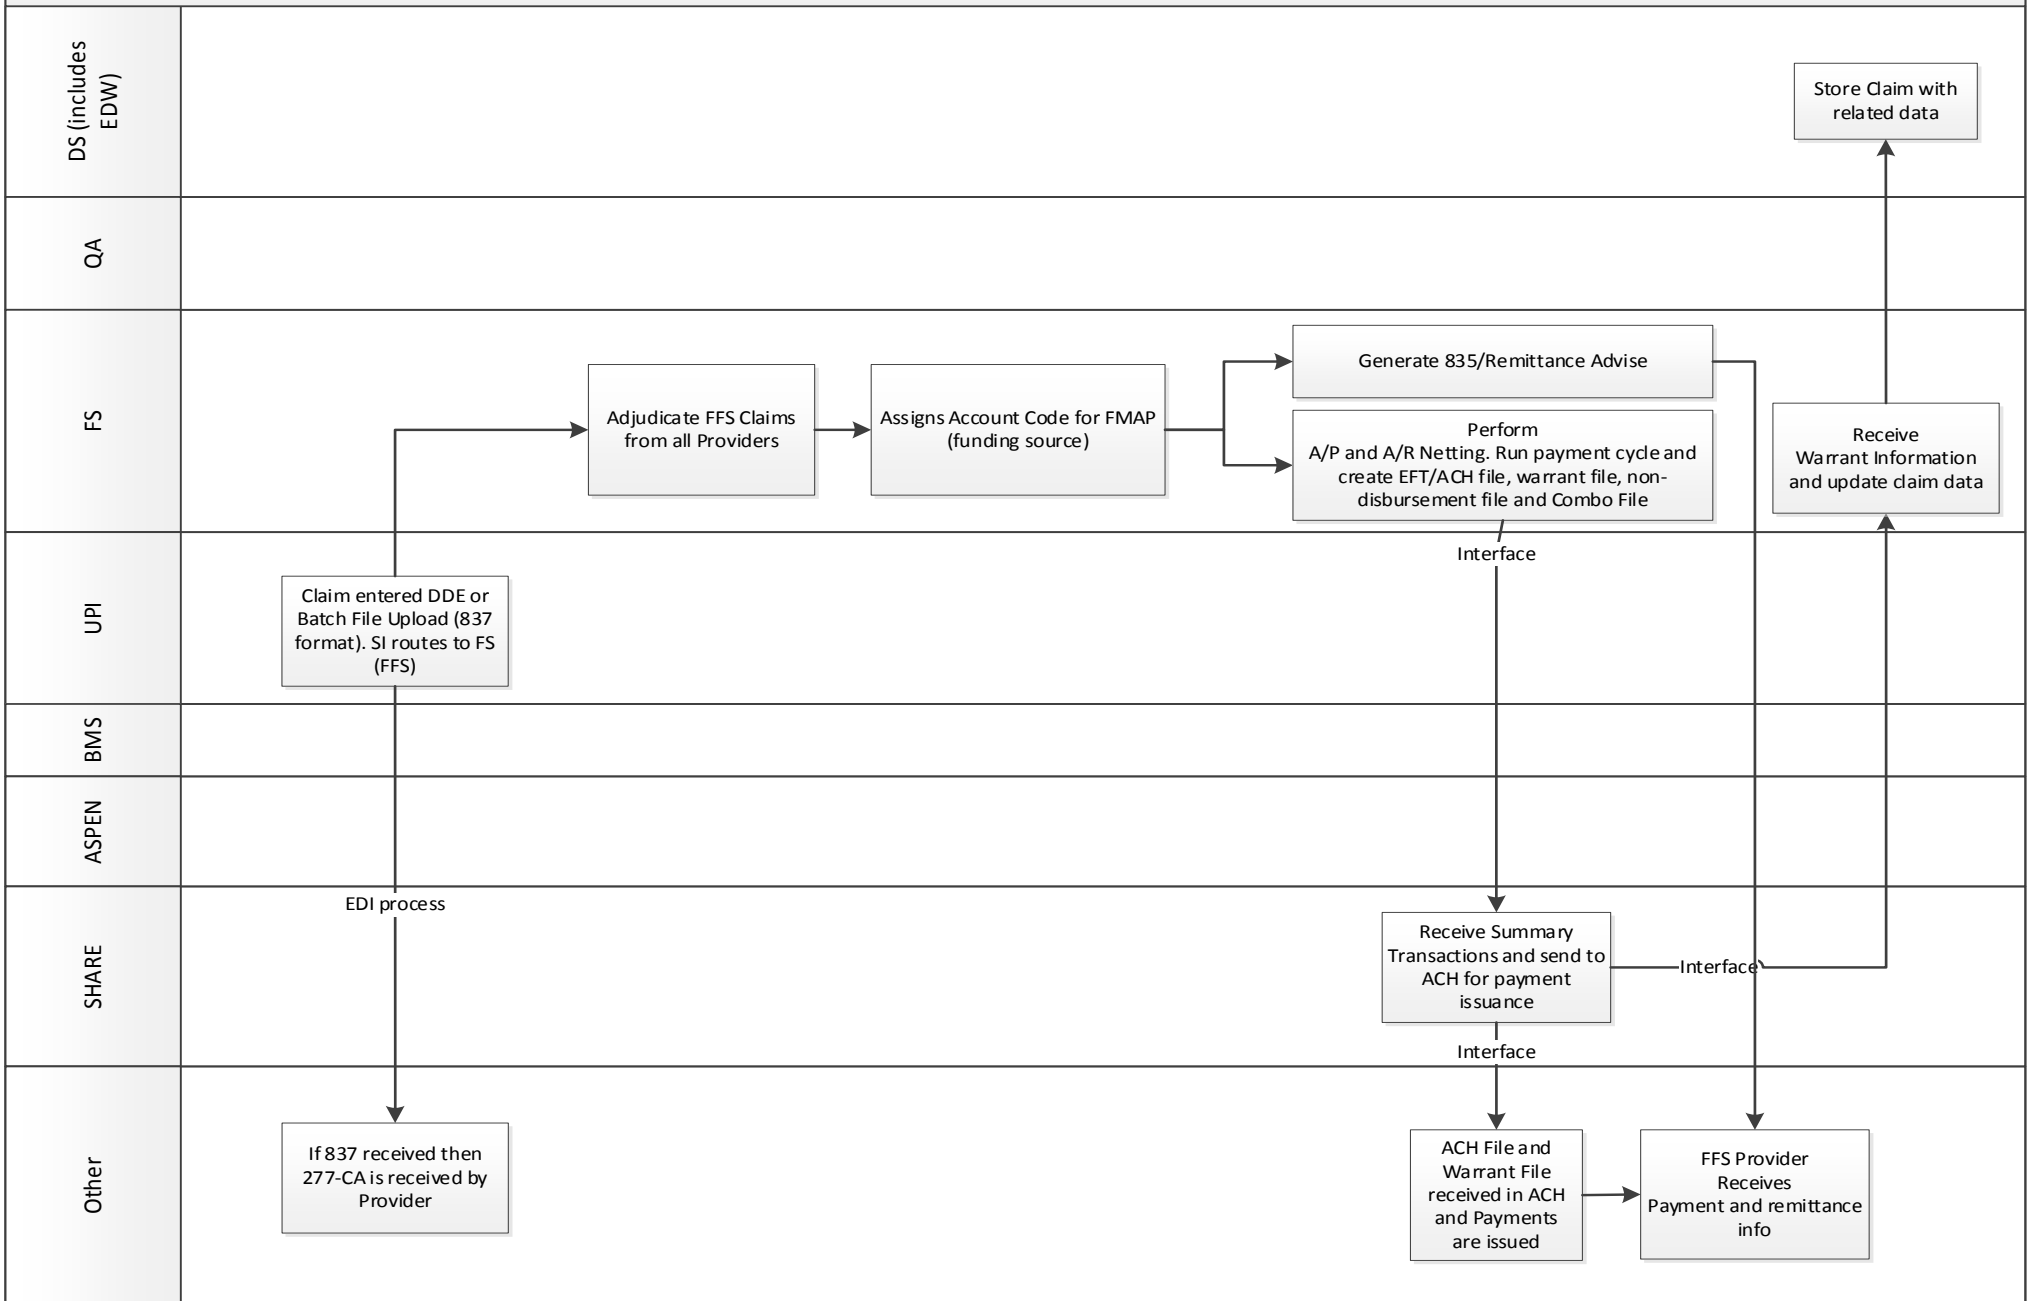 DS (includes
EDW)
Store Claim with
related data
QA
FS
Adjudicate FFS Claims
from all Providers
Assigns Account Code for FMAP
(funding source)
Generate 835/Remittance Advise
Perform
A/P and A/R Netting. Run payment cycle and
create EFT/ACH file, warrant file, non-
disbursement file and Combo File
Receive
Warrant Information
and update claim data
UPI
Interface
Claim entered DDE or
Batch File Upload (837
format). SI routes to FS
(FFS)
BMS
ASPEN
SHARE
EDI process
Receive Summary
Transactions and send to
ACH for payment
issuance
Interface
Interface
Other
If 837 received then
277-CA is received by
Provider
ACH File and
Warrant File
received in ACH
and Payments
are issued
FFS Provider
Receives
Payment and remittance
info